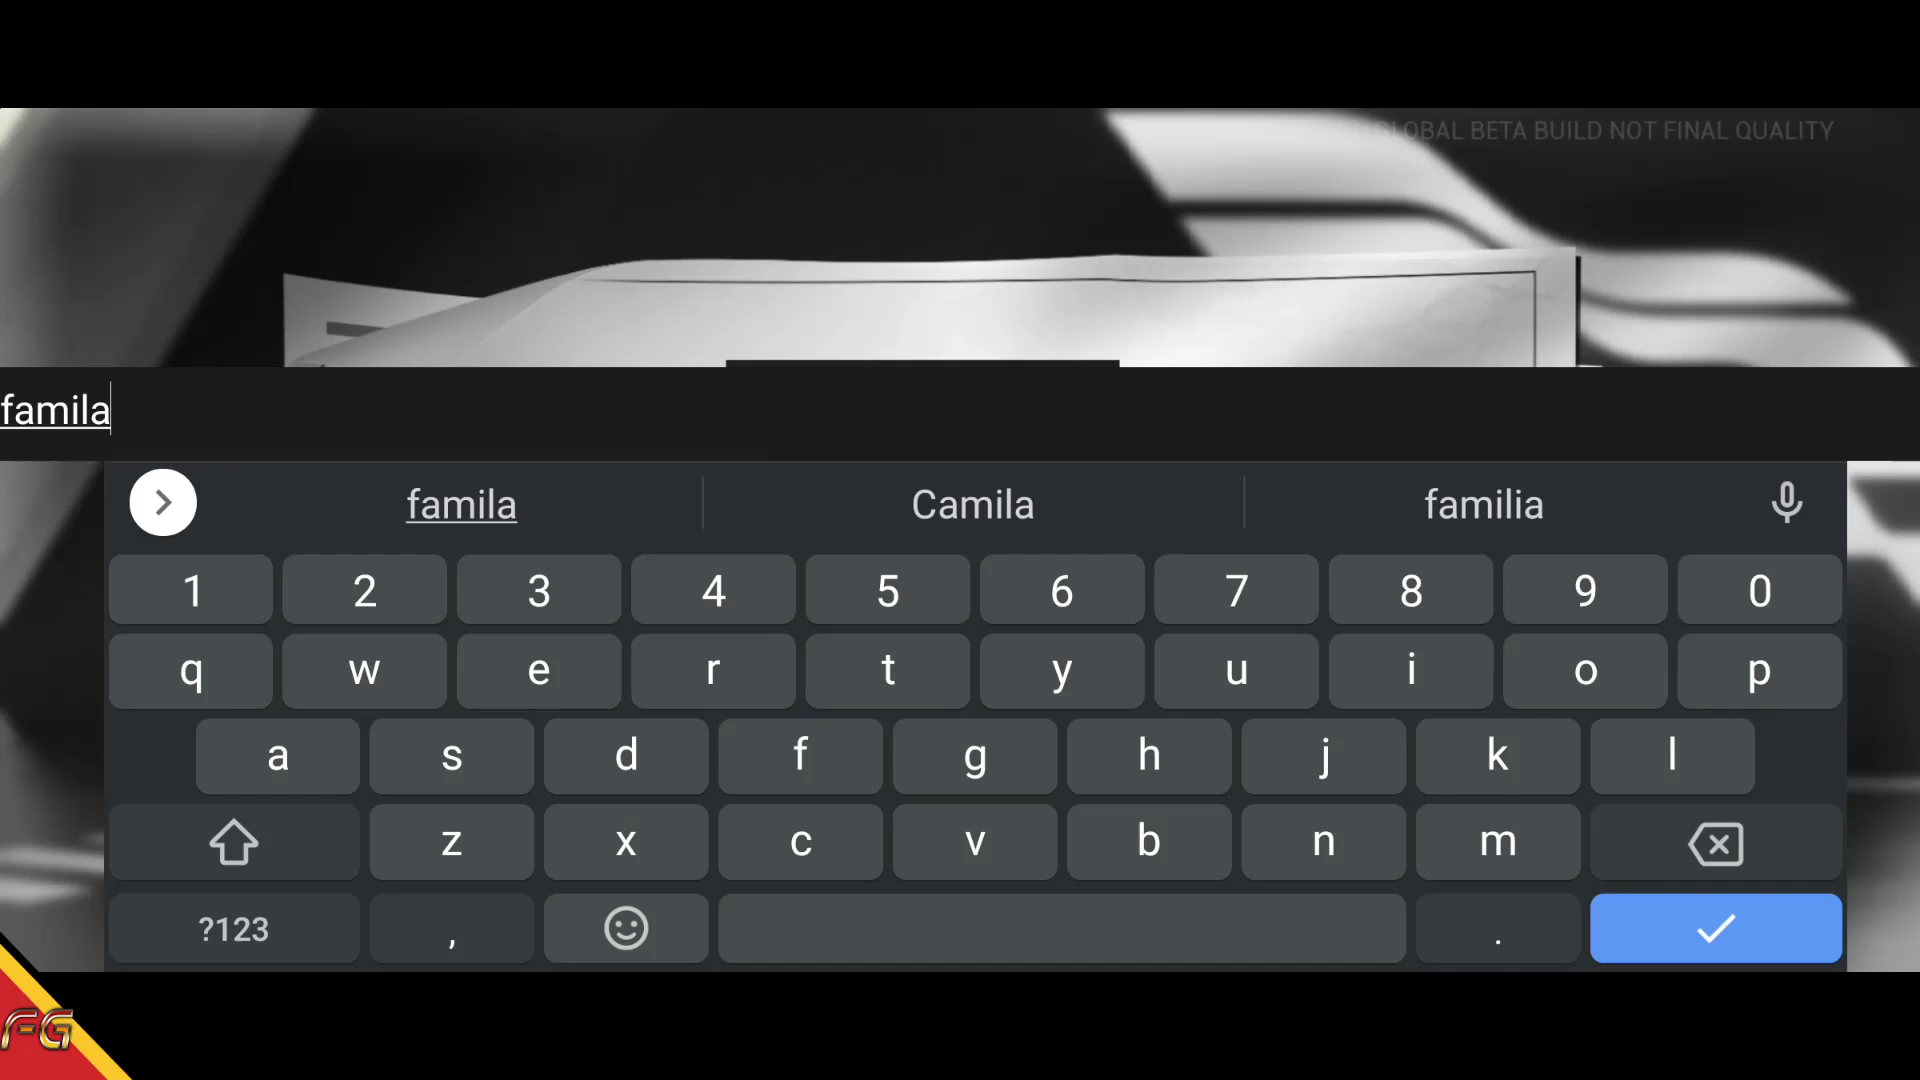 GLOBAL BETA BUILD NOT FINAL QUALITY
famila
famila Camila familia
1 2 3 4 5 6 7 8 9 0
q w e r t y u i o p
a s d f g h j k l
z x c v b n m
?123 , .
FG